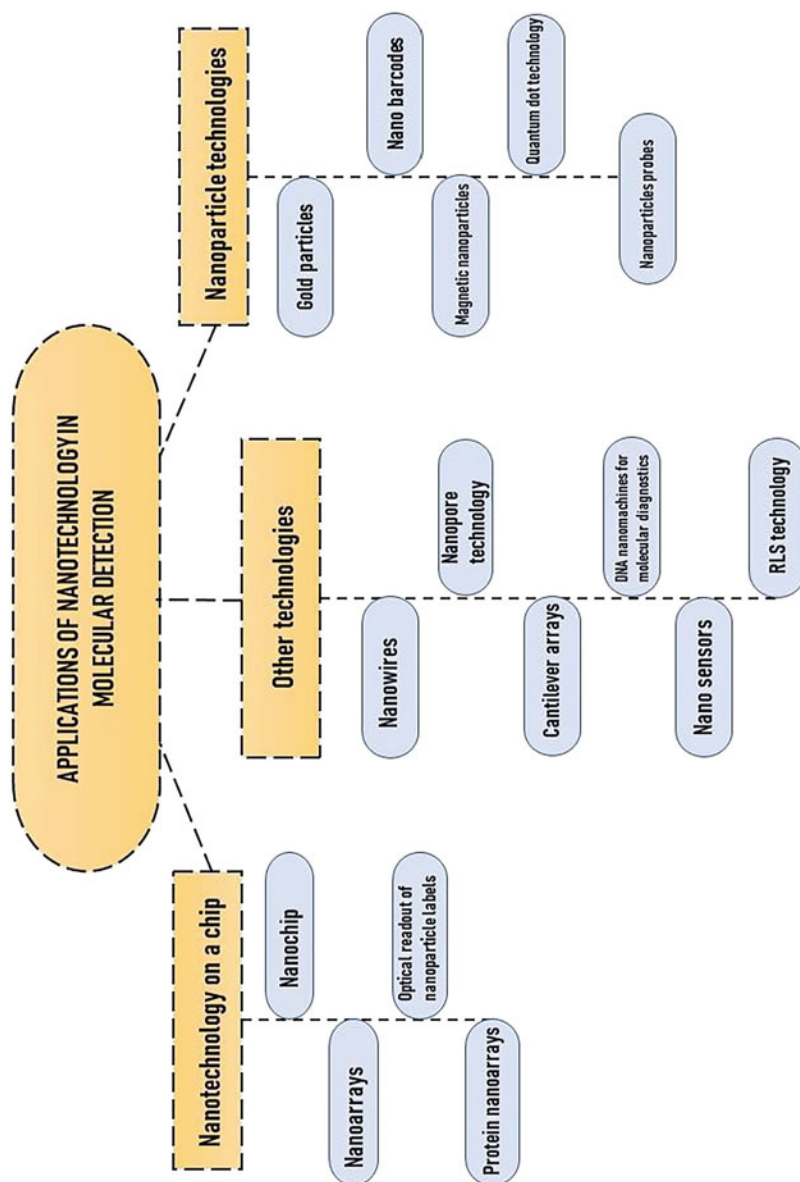 APPLICATIONS OF NANOTECHNOLOGYIN
MOLECULAR DETECTION
Nanotechnology on a chip
Nanochip
Nanoarrays
Optical readout of
nanoparticle labels
Protein nanoarrays
Other technologies
Nanowires
Nanopore
technology
Cantilever arrays
DNA nanomachines for
molecular diagnostics
Nano sensors
RLS technology
Nanoparticle technologies
Gold particles
Nano barcodes
Magnetic nanoparticles
Quantum dot technology
Nanoparticles probes